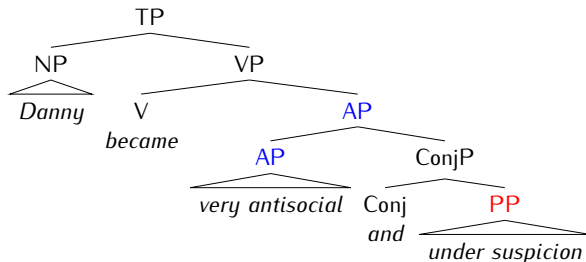 TP
NP VP
Danny V AP
became
AP ConjP
very antisocial Conj PP
and
under suspicion